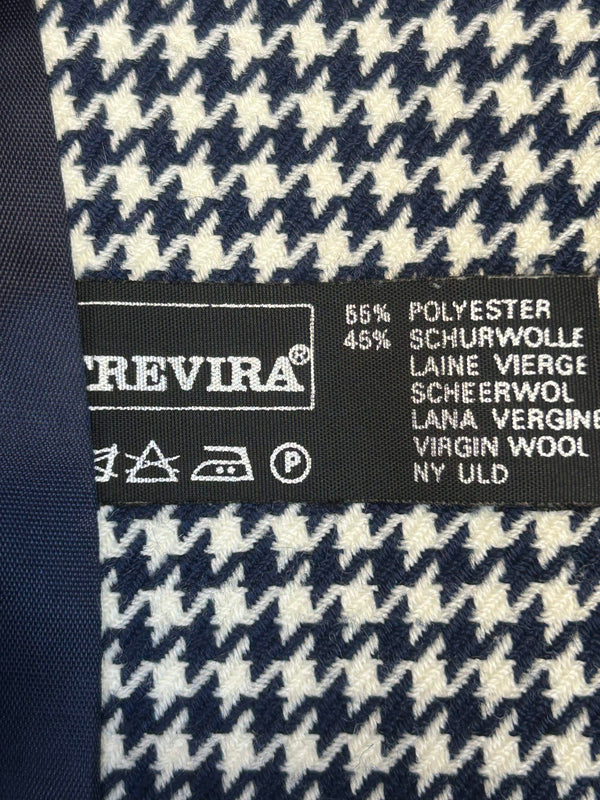 TREVIRA®
55% POLYESTER
45% SCHURWOLLE
LAINE VIERGE
SCHEERWOL
LANA VERGINE
VIRGIN WOOL
NY ULD
P